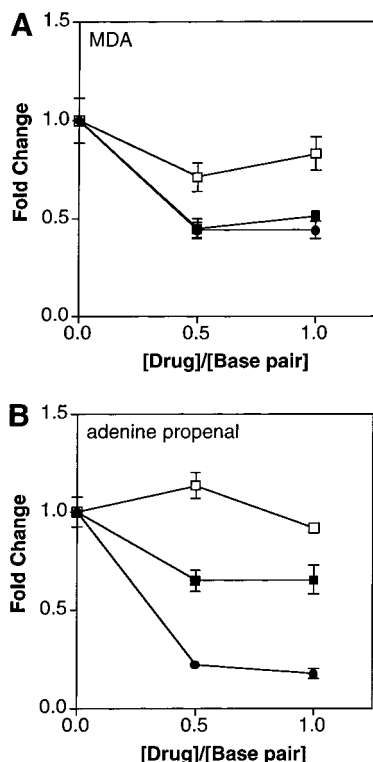 A
MDA
1.5
1.0
0.5
0.0
Fold Change
0.0 0.5 1.0
[Drug]/[Base pair]
B
adenine propenal
1.5
1.0
0.5
0.0
Fold Change
0.0 0.5 1.0
[Drug]/[Base pair]